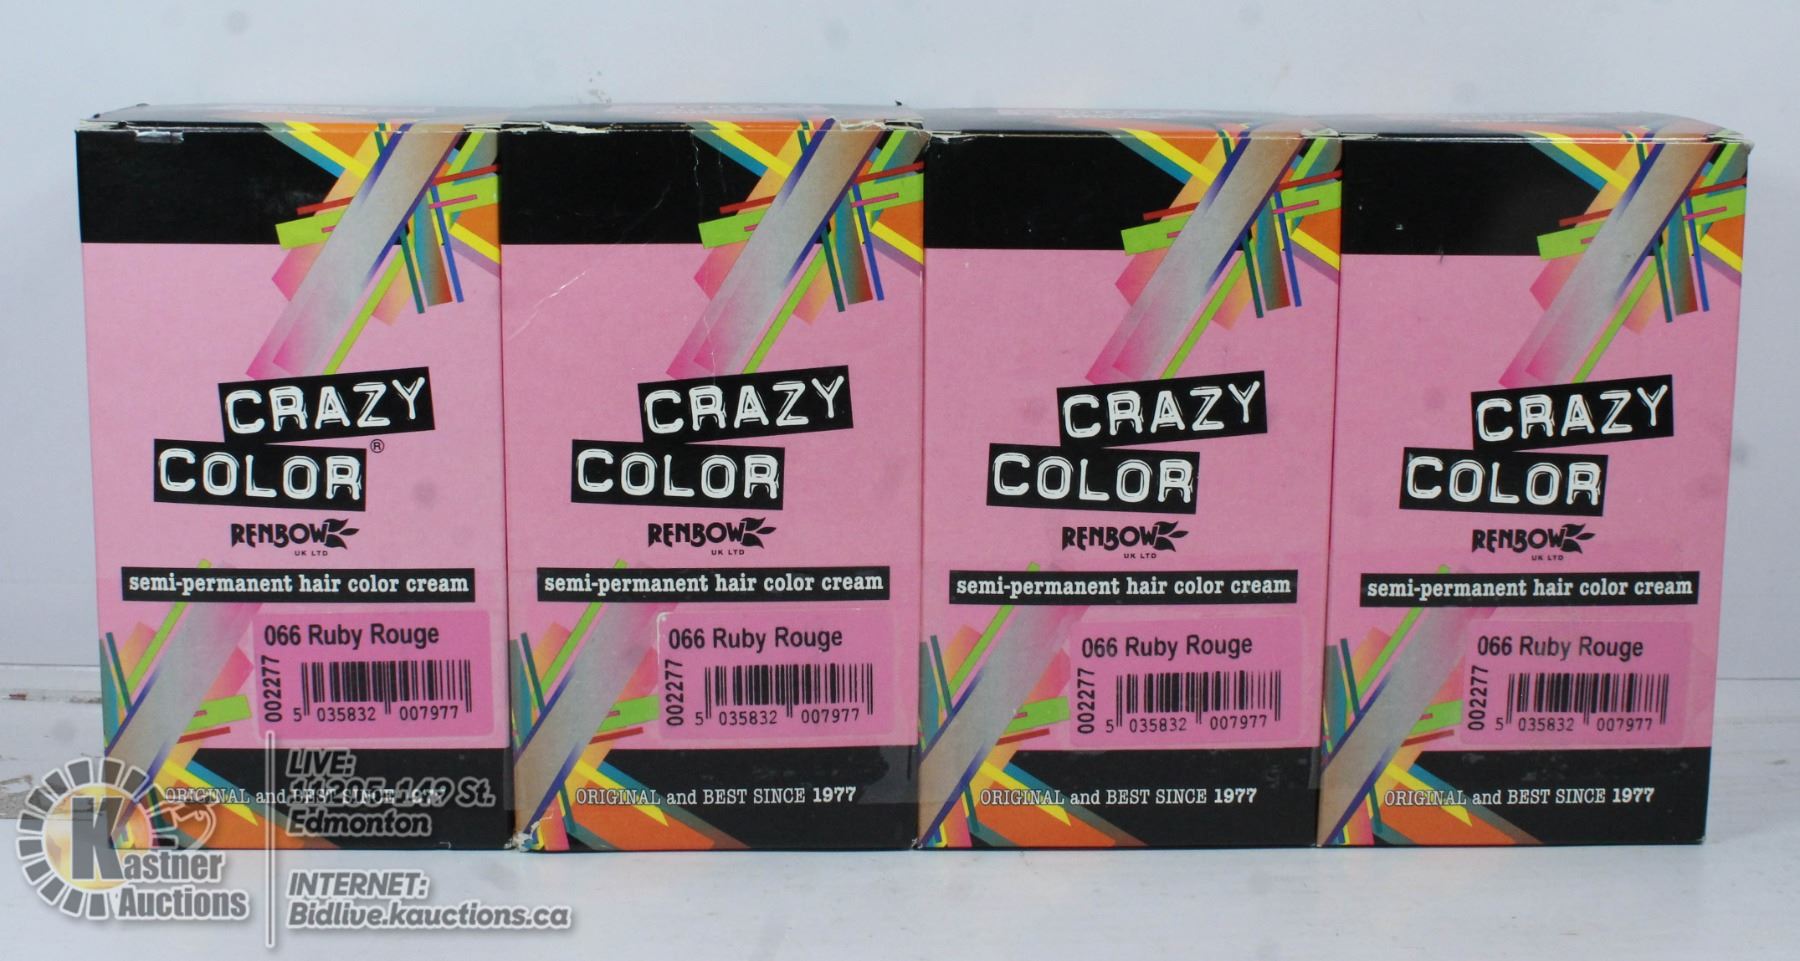 CRAZY
COLOR®
RENBOW
UK LTD
semi-permanent hair color cream
066 Ruby Rouge
002277
5 035832 007977
ORIGINAL and BEST SINCE 1977
CRAZY
COLOR
RENBOW
UK LTD
semi-permanent hair color cream
066 Ruby Rouge
002277
5 035832 007977
ORIGINAL and BEST SINCE 1977
CRAZY
COLOR
RENBOW
UK LTD
semi-permanent hair color cream
066 Ruby Rouge
002277
5 035832 007977
ORIGINAL and BEST SINCE 1977
CRAZY
COLOR
RENBOW
UK LTD
semi-permanent hair color cream
066 Ruby Rouge
002277
5 035832 007977
ORIGINAL and BEST SINCE 1977
Kastner
Auctions
LIVE:
149 St.
Edmonton
INTERNET:
Bidlive.kauctions.ca